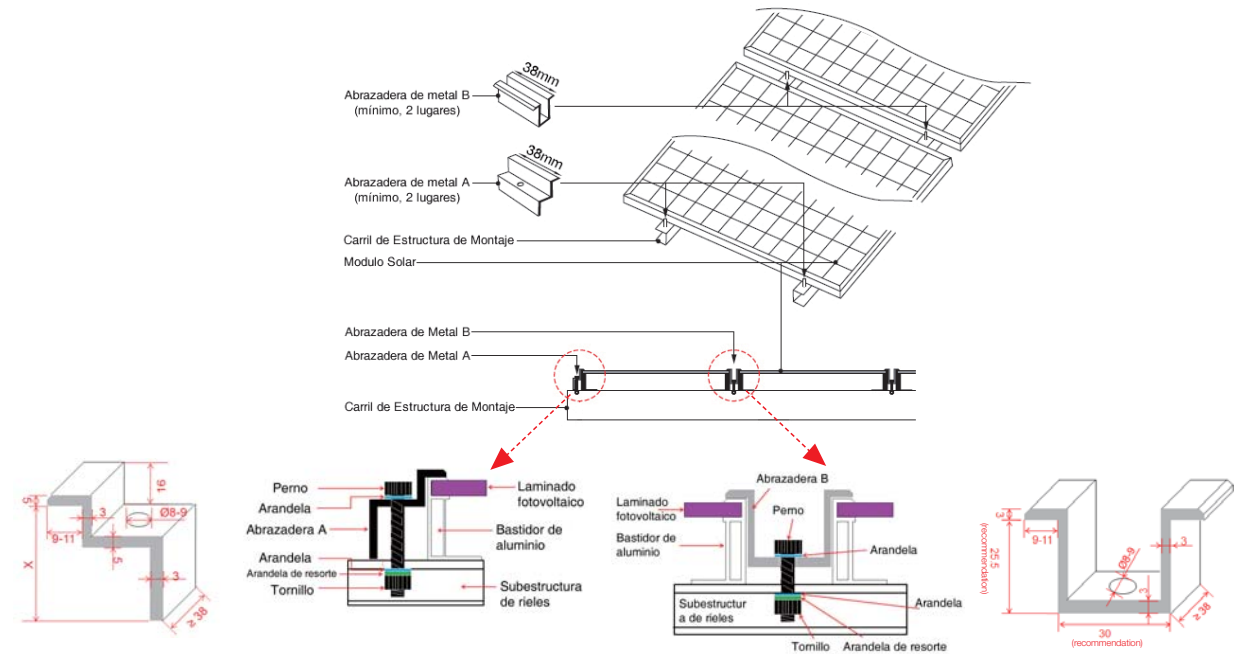 38mm
Abrazadera de metal B
(mínimo, 2 lugares)
38mm
Abrazadera de metal A
(mínimo, 2 lugares)
Carril de Estructura de Montaje
Modulo Solar
Abrazadera de Metal B
Abrazadera de Metal A
Carril de Estructura de Montaje
5
16
3
Ø8-9
9-11
5
X
3
≥38
Perno
Arandela
Abrazadera A
Arandela
Arandela de resorte
Tornillo
Laminado
fotovoltaico
Bastidor de
aluminio
Subestructura
de rieles
Laminado
fotovoltaico
Bastidor de
aluminio
Abrazadera B
Perno
Arandela
Subestructur
a de rieles
Arandela
Tornillo
Arandela de resorte
3
9-11
3
25.5
(recommendation)
Ø8-9
3
≥38
30
(recommendation)